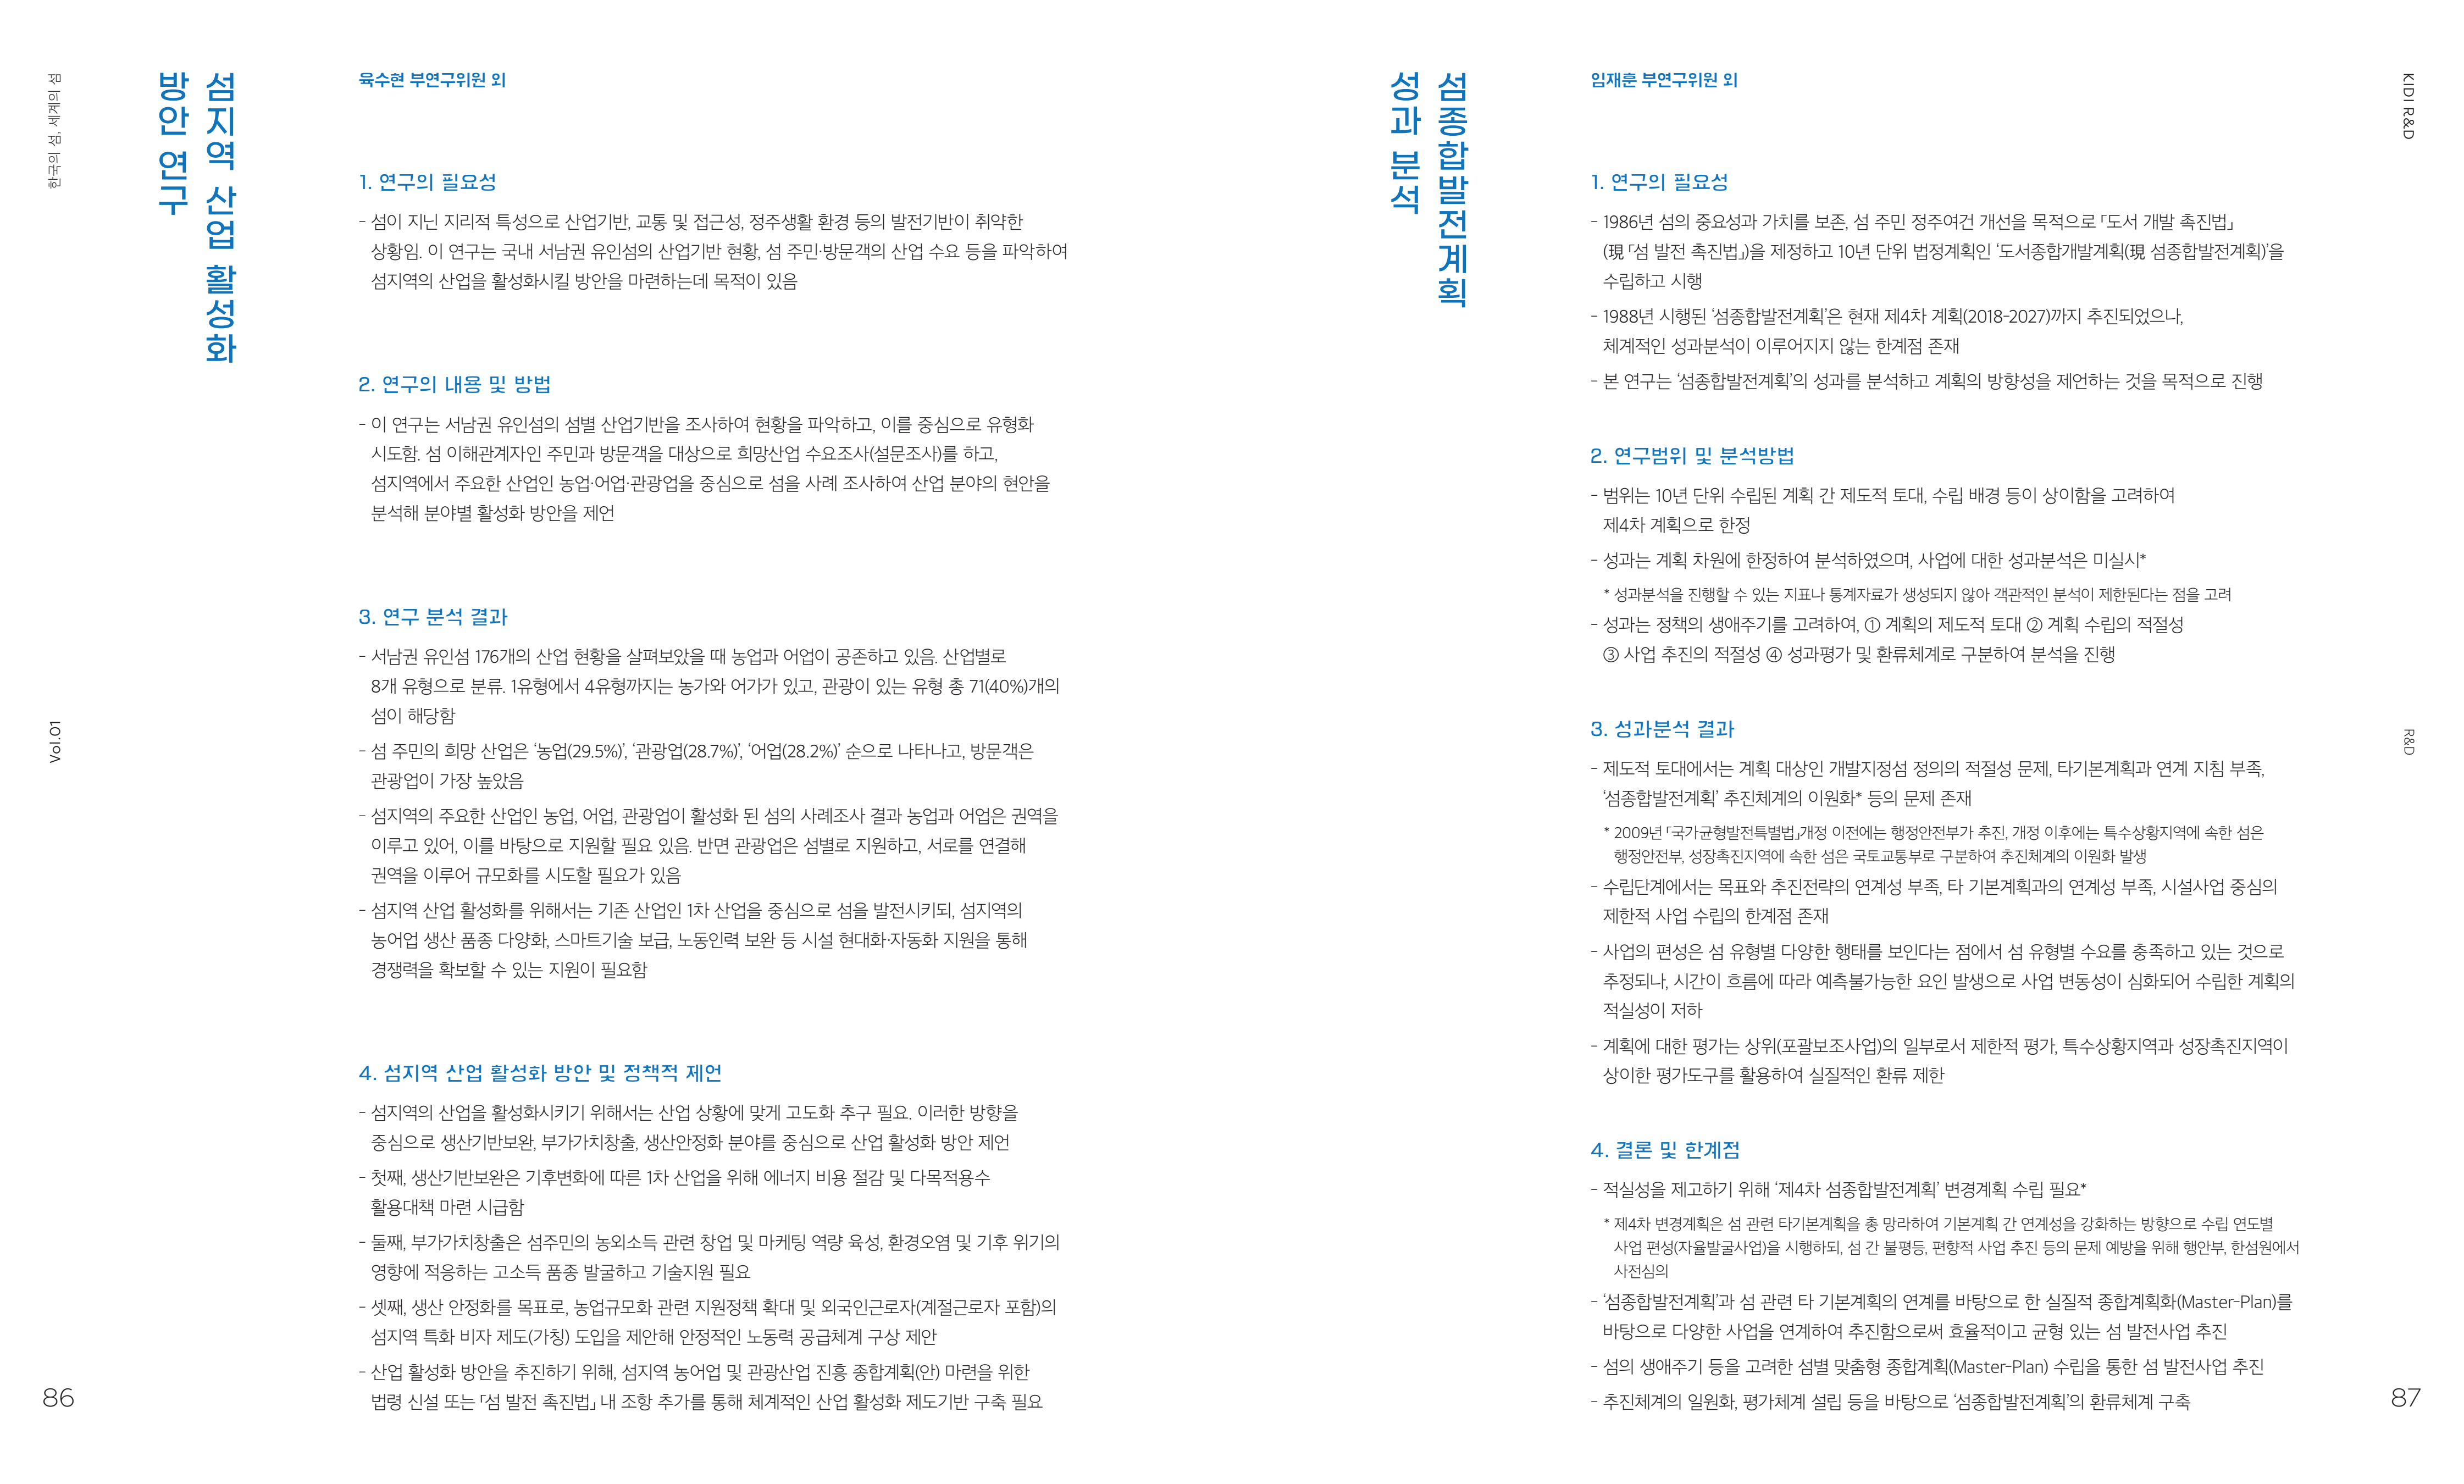 한국의 섬, 세계의 섬
Vol.01
86
섬지역 산업 활성화
방안 연구
육수현 부연구위원 외
1. 연구의 필요성
- 섬이 지닌 지리적 특성으로 산업기반, 교통 및 접근성, 정주생활 환경 등의 발전기반이 취약한
상황임. 이 연구는 국내 서남권 유인섬의 산업기반 현황, 섬 주민·방문객의 산업 수요 등을 파악하여
섬지역의 산업을 활성화시킬 방안을 마련하는데 목적이 있음
2. 연구의 내용 및 방법
- 이 연구는 서남권 유인섬의 섬별 산업기반을 조사하여 현황을 파악하고, 이를 중심으로 유형화
시도함. 섬 이해관계자인 주민과 방문객을 대상으로 희망산업 수요조사(설문조사)를 하고,
섬지역에서 주요한 산업인 농업·어업·관광업을 중심으로 섬을 사례 조사하여 산업 분야의 현안을
분석해 분야별 활성화 방안을 제언
3. 연구 분석 결과
- 서남권 유인섬 176개의 산업 현황을 살펴보았을 때 농업과 어업이 공존하고 있음. 산업별로
8개 유형으로 분류. 1유형에서 4유형까지는 농가와 어가가 있고, 관광이 있는 유형 총 71(40%)개의
섬이 해당함
- 섬 주민의 희망 산업은 ‘농업(29.5%)’, ‘관광업(28.7%)’, ‘어업(28.2%)’ 순으로 나타나고, 방문객은
관광업이 가장 높았음
- 섬지역의 주요한 산업인 농업, 어업, 관광업이 활성화 된 섬의 사례조사 결과 농업과 어업은 권역을
이루고 있어, 이를 바탕으로 지원할 필요 있음. 반면 관광업은 섬별로 지원하고, 서로를 연결해
권역을 이루어 규모화를 시도할 필요가 있음
- 섬지역 산업 활성화를 위해서는 기존 산업인 1차 산업을 중심으로 섬을 발전시키되, 섬지역의
농어업 생산 품종 다양화, 스마트기술 보급, 노동인력 보완 등 시설 현대화·자동화 지원을 통해
경쟁력을 확보할 수 있는 지원이 필요함
4. 섬지역 산업 활성화 방안 및 정책적 제언
- 섬지역의 산업을 활성화시키기 위해서는 산업 상황에 맞게 고도화 추구 필요. 이러한 방향을
중심으로 생산기반보완, 부가가치창출, 생산안정화 분야를 중심으로 산업 활성화 방안 제언
- 첫째, 생산기반보완은 기후변화에 따른 1차 산업을 위해 에너지 비용 절감 및 다목적용수
활용대책 마련 시급함
- 둘째, 부가가치창출은 섬주민의 농외소득 관련 창업 및 마케팅 역량 육성, 환경오염 및 기후 위기의
영향에 적응하는 고소득 품종 발굴하고 기술지원 필요
- 셋째, 생산 안정화를 목표로, 농업규모화 관련 지원정책 확대 및 외국인근로자(계절근로자 포함)의
섬지역 특화 비자 제도(가칭) 도입을 제안해 안정적인 노동력 공급체계 구상 제안
- 산업 활성화 방안을 추진하기 위해, 섬지역 농어업 및 관광산업 진흥 종합계획(안) 마련을 위한
법령 신설 또는 「섬 발전 촉진법」 내 조항 추가를 통해 체계적인 산업 활성화 제도기반 구축 필요
섬종합발전계획
성과 분석
임재훈 부연구위원 외
1. 연구의 필요성
- 1986년 섬의 중요성과 가치를 보존, 섬 주민 정주여건 개선을 목적으로 「도서 개발 촉진법」
(現 「섬 발전 촉진법」)을 제정하고 10년 단위 법정계획인 ‘도서종합개발계획(現 섬종합발전계획)’을
수립하고 시행
- 1988년 시행된 ‘섬종합발전계획’은 현재 제4차 계획(2018-2027)까지 추진되었으나,
체계적인 성과분석이 이루어지지 않는 한계점 존재
- 본 연구는 ‘섬종합발전계획’의 성과를 분석하고 계획의 방향성을 제언하는 것을 목적으로 진행
2. 연구범위 및 분석방법
- 범위는 10년 단위 수립된 계획 간 제도적 토대, 수립 배경 등이 상이함을 고려하여
제4차 계획으로 한정
- 성과는 계획 차원에 한정하여 분석하였으며, 사업에 대한 성과분석은 미실시*
* 성과분석을 진행할 수 있는 지표나 통계자료가 생성되지 않아 객관적인 분석이 제한된다는 점을 고려
- 성과는 정책의 생애주기를 고려하여, ① 계획의 제도적 토대 ② 계획 수립의 적절성
③ 사업 추진의 적절성 ④ 성과평가 및 환류체계로 구분하여 분석을 진행
3. 성과분석 결과
- 제도적 토대에서는 계획 대상인 개발지정섬 정의의 적절성 문제, 타기본계획과 연계 지침 부족,
‘섬종합발전계획’ 추진체계의 이원화* 등의 문제 존재
* 2009년 「국가균형발전특별법」개정 이전에는 행정안전부가 추진, 개정 이후에는 특수상황지역에 속한 섬은
행정안전부, 성장촉진지역에 속한 섬은 국토교통부로 구분하여 추진체계의 이원화 발생
- 수립단계에서는 목표와 추진전략의 연계성 부족, 타 기본계획과의 연계성 부족, 시설사업 중심의
제한적 사업 수립의 한계점 존재
- 사업의 편성은 섬 유형별 다양한 행태를 보인다는 점에서 섬 유형별 수요를 충족하고 있는 것으로
추정되나, 시간이 흐름에 따라 예측불가능한 요인 발생으로 사업 변동성이 심화되어 수립한 계획의
적실성이 저하
- 계획에 대한 평가는 상위(포괄보조사업)의 일부로서 제한적 평가, 특수상황지역과 성장촉진지역이
상이한 평가도구를 활용하여 실질적인 환류 제한
4. 결론 및 한계점
- 적실성을 제고하기 위해 ‘제4차 섬종합발전계획’ 변경계획 수립 필요*
* 제4차 변경계획은 섬 관련 타기본계획을 총 망라하여 기본계획 간 연계성을 강화하는 방향으로 수립 연도별
사업 편성(자율발굴사업)을 시행하되, 섬 간 불평등, 편향적 사업 추진 등의 문제 예방을 위해 행안부, 한섬원에서
사전심의
- ‘섬종합발전계획’과 섬 관련 타 기본계획의 연계를 바탕으로 한 실질적 종합계획화(Master-Plan)를
바탕으로 다양한 사업을 연계하여 추진함으로써 효율적이고 균형 있는 섬 발전사업 추진
- 섬의 생애주기 등을 고려한 섬별 맞춤형 종합계획(Master-Plan) 수립을 통한 섬 발전사업 추진
- 추진체계의 일원화, 평가체계 설립 등을 바탕으로 ‘섬종합발전계획’의 환류체계 구축
KIDI R&D
R&D
87